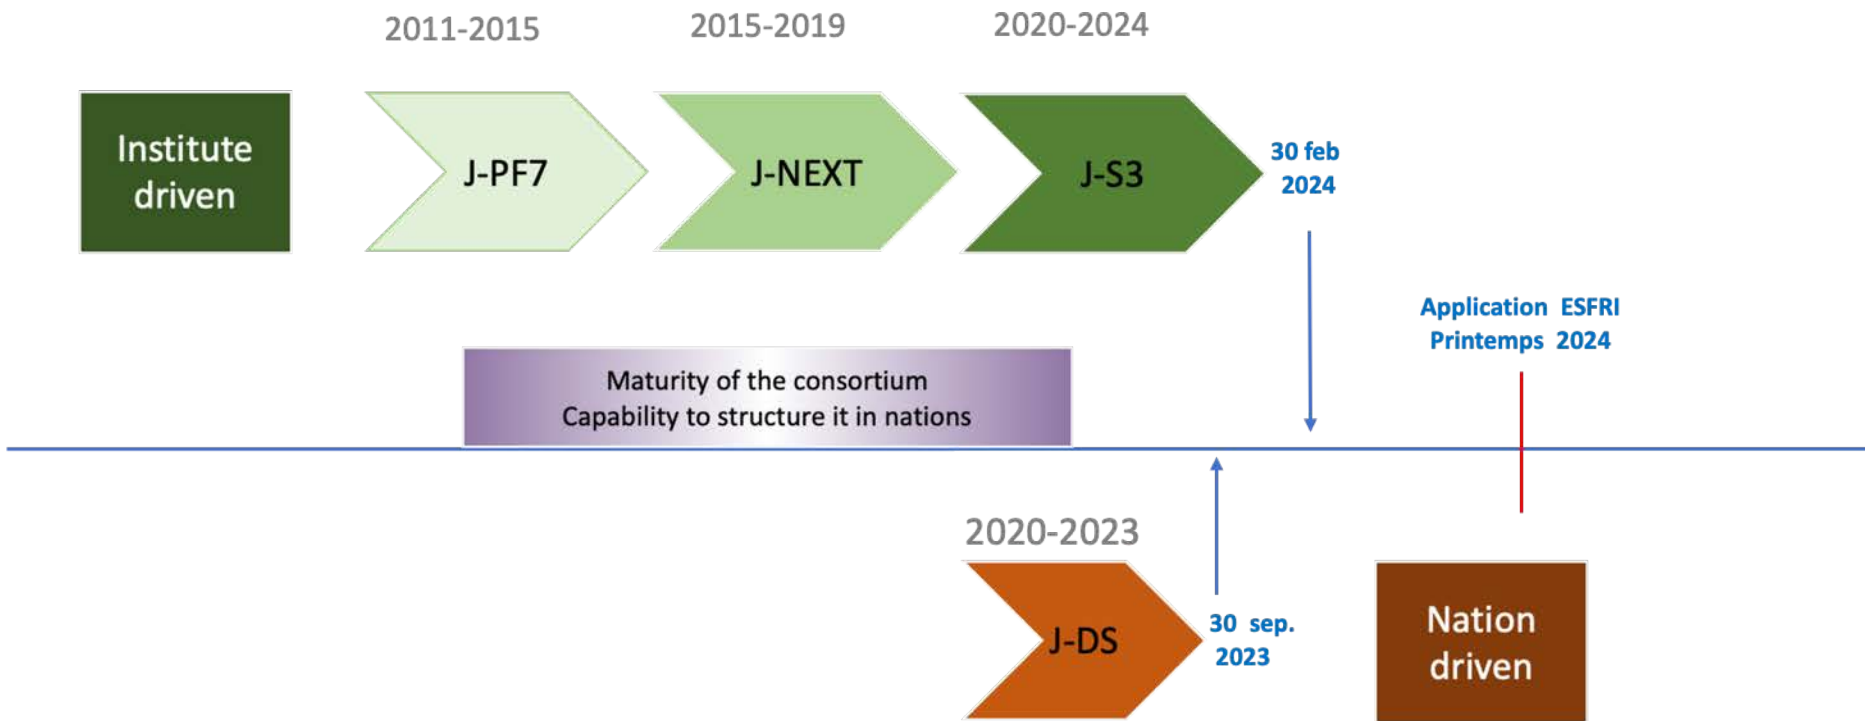 2011-2015
2015-2019
2020-2024
Institute
driven
J-PF7
J-NEXT
J-S3
30 feb
2024
Application ESFRI
Printemps 2024
Maturity of the consortium
Capability to structure it in nations
2020-2023
J-DS
30 sep.
2023
Nation
driven